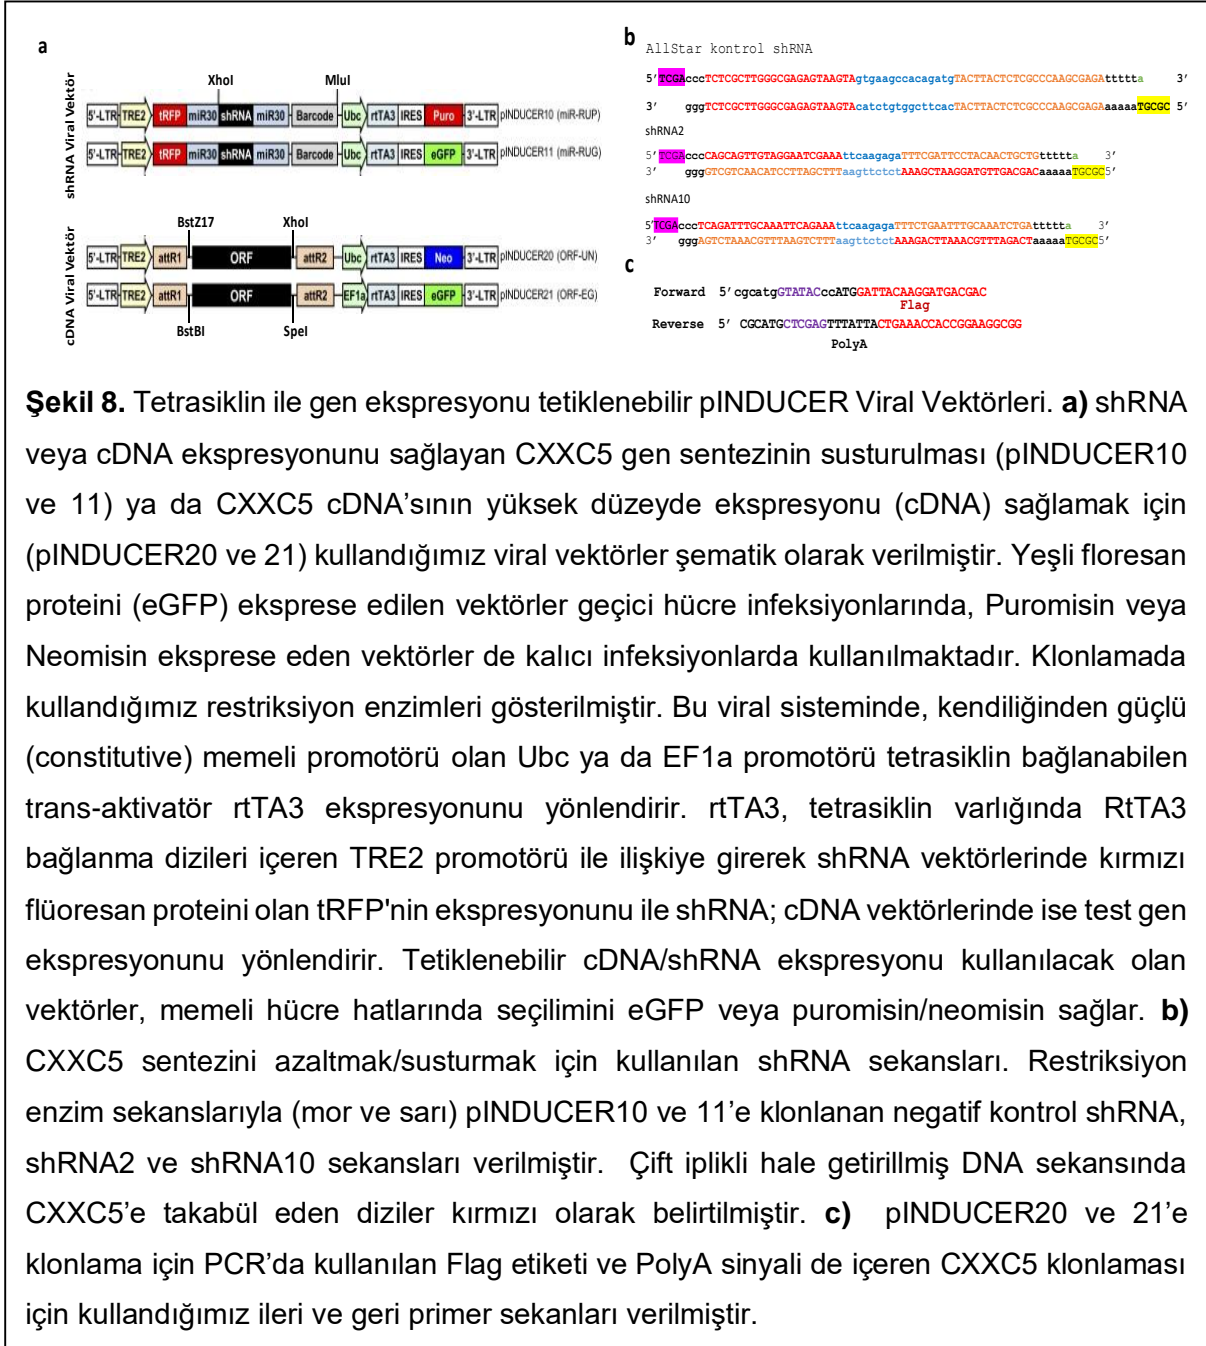 a
shRNA Viral Vektör
XhoI MluI
5'-LTR TRE2 tRFP miR30 shRNA miR30 Barcode Ubc rtTA3 IRES Puro 3'-LTR pINDUCER10 (miR-RUP)
5'-LTR TRE2 tRFP miR30 shRNA miR30 Barcode Ubc rtTA3 IRES eGFP 3'-LTR pINDUCER11 (miR-RUG)
cDNA Viral Vektör
BstZ17 XhoI
5'-LTR TRE2 attR1 ORF attR2 Ubc rtTA3 IRES Neo 3'-LTR pINDUCER20 (ORF-UN)
5'-LTR TRE2 attR1 ORF attR2 EF1a rtTA3 IRES eGFP 3'-LTR pINDUCER21 (ORF-EG)
BstBI SpeI
b
AllStar kontrol shRNA
5' TCGAcccTCTCGCTTGGGCGAGAGTAAGTAgtgaagccacagatgTACTTACTCTCGCCCAAGCGAGAttttta 3'
3' gggTCTCGCTTGGGCGAGAGTAAGTAcatctgtggcttcacTACTTACTCTCGCCCAAGCGAGAaaaaaTGCGC 5'
shRNA2
5'TCGAcccCAGCAGTTGTAGGAATCGAAAttcaagagaTTTCGATTCCTACAACTGCTGttttta 3'
3' gggGTCGTCAACATCCTTAGCTTTaagttctctAAAGCTAAGGATGTTGACGACaaaaaTGCGC5'
shRNA10
5'TCGAcccTCAGATTTGCAAATTCAGAAAttcaagagaTTTCTGAATTTGCAAATCTGAttttta 3'
3' gggAGTCTAAACGTTTAAGTCTTTaagttctctAAAGACTTAAACGTTTAGACTaaaaaTGCGC5'
c
Forward 5'cgcatgGTATACccATGGATTACAAGGATGACGAC
Flag
Reverse 5' CGCATGCTCGAGTTTATTACTGAAACCACCGGAAGGCGG
PolyA
Şekil 8. Tetrasiklin ile gen ekspresyonu tetiklenebilir pINDUCER Viral Vektörleri. a) shRNA
veya cDNA ekspresyonunu sağlayan CXXC5 gen sentezinin susturulması (pINDUCER10
ve 11) ya da CXXC5 cDNA’sının yüksek düzeyde ekspresyonu (cDNA) sağlamak için
(pINDUCER20 ve 21) kullandığımız viral vektörler şematik olarak verilmiştir. Yeşli floresan
proteini (eGFP) eksprese edilen vektörler geçici hücre infeksiyonlarında, Puromisin veya
Neomisin eksprese eden vektörler de kalıcı infeksiyonlarda kullanılmaktadır. Klonlamada
kullandığımız restriksiyon enzimleri gösterilmiştir. Bu viral sisteminde, kendiliğinden güçlü
(constitutive) memeli promotörü olan Ubc ya da EF1a promotörü tetrasiklin bağlanabilen
trans-aktivatör rtTA3 ekspresyonunu yönlendirir. rtTA3, tetrasiklin varlığında RtTA3
bağlanma dizileri içeren TRE2 promotörü ile ilişkiye girerek shRNA vektörlerinde kırmızı
flüoresan proteini olan tRFP'nin ekspresyonunu ile shRNA; cDNA vektörlerinde ise test gen
ekspresyonunu yönlendirir. Tetiklenebilir cDNA/shRNA ekspresyonu kullanılacak olan
vektörler, memeli hücre hatlarında seçilimini eGFP veya puromisin/neomisin sağlar. b)
CXXC5 sentezini azaltmak/susturmak için kullanılan shRNA sekansları. Restriksiyon
enzim sekanslarıyla (mor ve sarı) pINDUCER10 ve 11’e klonlanan negatif kontrol shRNA,
shRNA2 ve shRNA10 sekansları verilmiştir. Çift iplikli hale getirillmiş DNA sekansında
CXXC5’e takabül eden diziler kırmızı olarak belirtilmiştir. c) pINDUCER20 ve 21’e
klonlama için PCR’da kullanılan Flag etiketi ve PolyA sinyali de içeren CXXC5 klonlaması
için kullandığımız ileri ve geri primer sekanları verilmiştir.